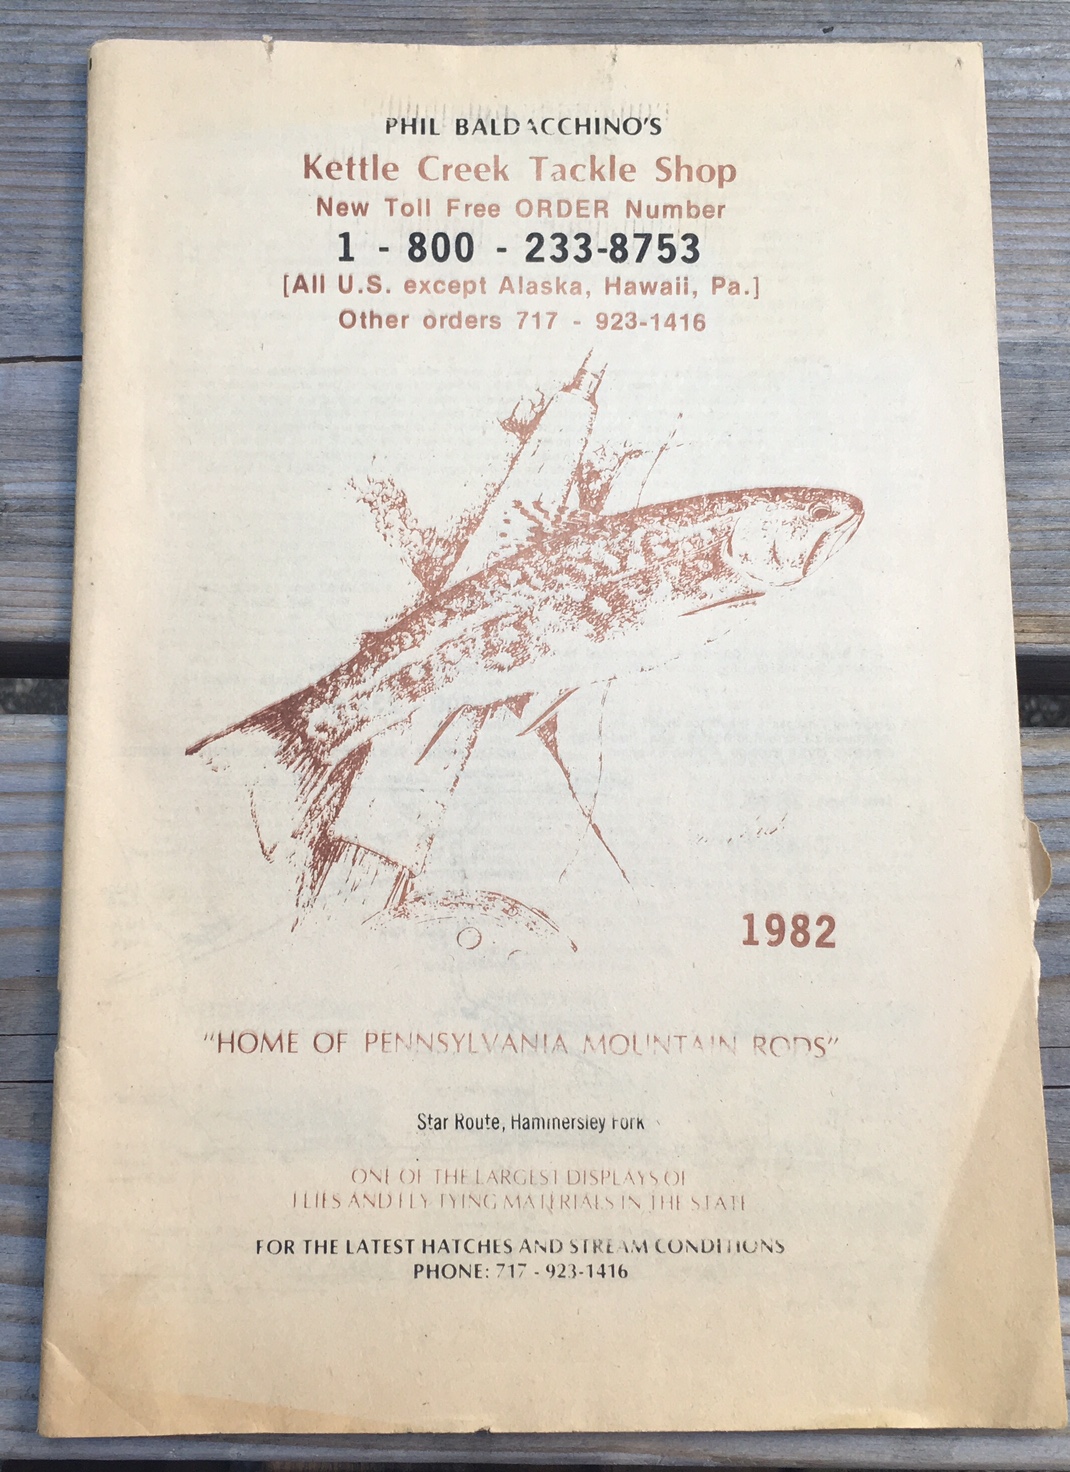 PHIL BALDACCHINO'S
Kettle Creek Tackle Shop
New Toll Free ORDER Number
1 - 800 - 233-8753
[All U.S. except Alaska, Hawaii, Pa.]
Other orders 717 - 923-1416
1982
"HOME OF PENNSYLVANIA MOUNTAIN RODS"
Star Route, Hammersley Fork
ONE OF THE LARGEST DISPLAYS OF
FLIES AND FLY-TYING MATERIALS IN THE STATE
FOR THE LATEST HATCHES AND STREAM CONDITIONS
PHONE: 717 - 923-1416